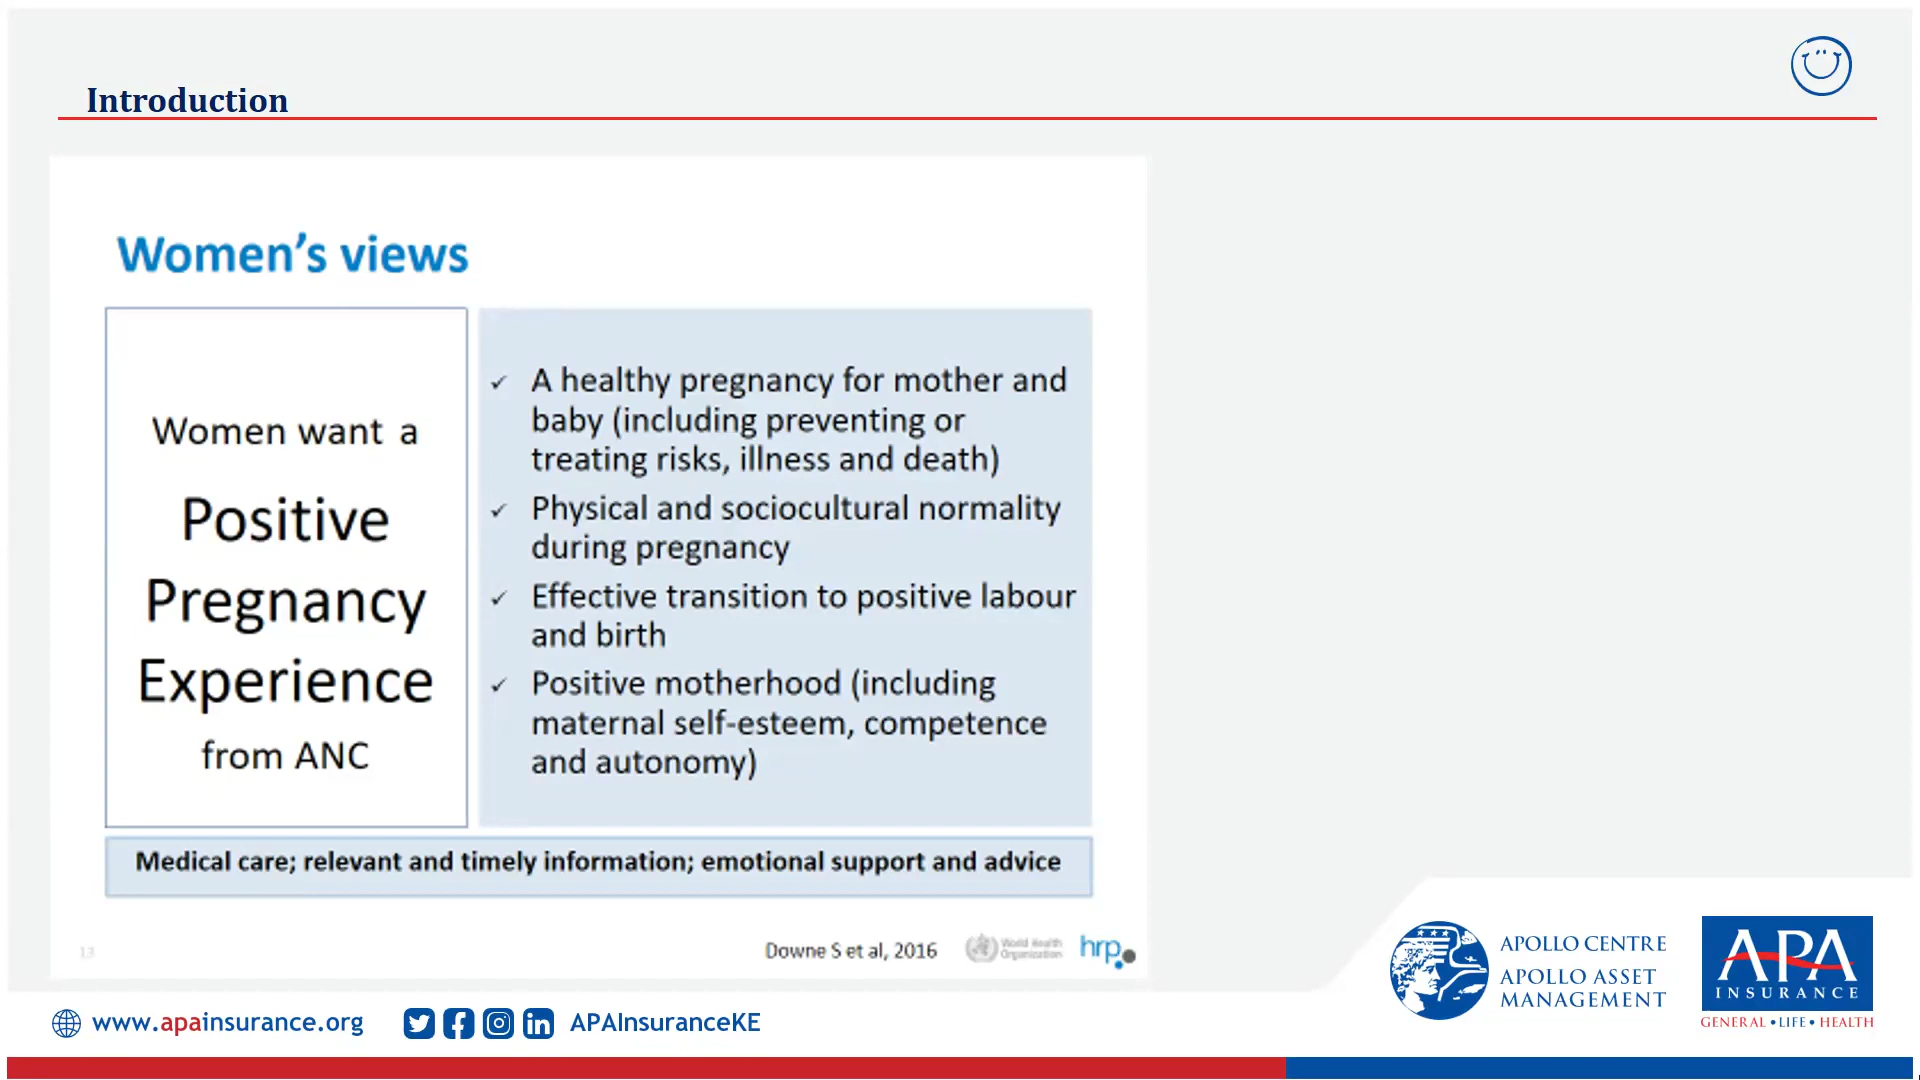 Introduction
Women's views
Women want a
Positive
Pregnancy
Experience
from ANC
✓ A healthy pregnancy for mother and
baby (including preventing or
treating risks, illness and death)
✓ Physical and sociocultural normality
during pregnancy
✓ Effective transition to positive labour
and birth
✓ Positive motherhood (including
maternal self-esteem, competence
and autonomy)
Medical care; relevant and timely information; emotional support and advice
13
Downe S et al, 2016
World Health
Organization
hrp
APOLLO CENTRE
APOLLO ASSET
MANAGEMENT
APA
INSURANCE
GENERAL • LIFE • HEALTH
www.apainsurance.org
APAInsuranceKE